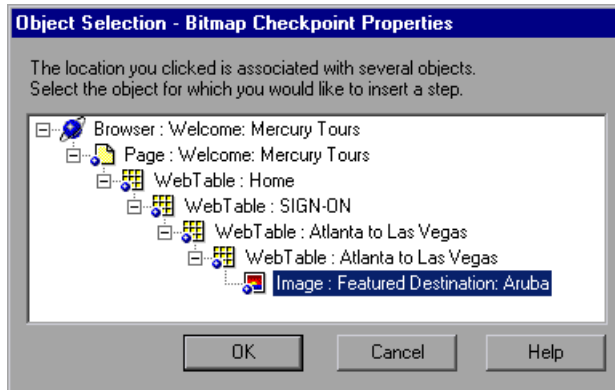 Object Selection - Bitmap Checkpoint Properties
The location you clicked is associated with several objects.
Select the object for which you would like to insert a step.
Browser : Welcome: Mercury Tours
Page : Welcome: Mercury Tours
WebTable : Home
WebTable : SIGN-ON
WebTable : Atlanta to Las Vegas
WebTable : Atlanta to Las Vegas
Image : Featured Destination: Aruba
OK Cancel Help